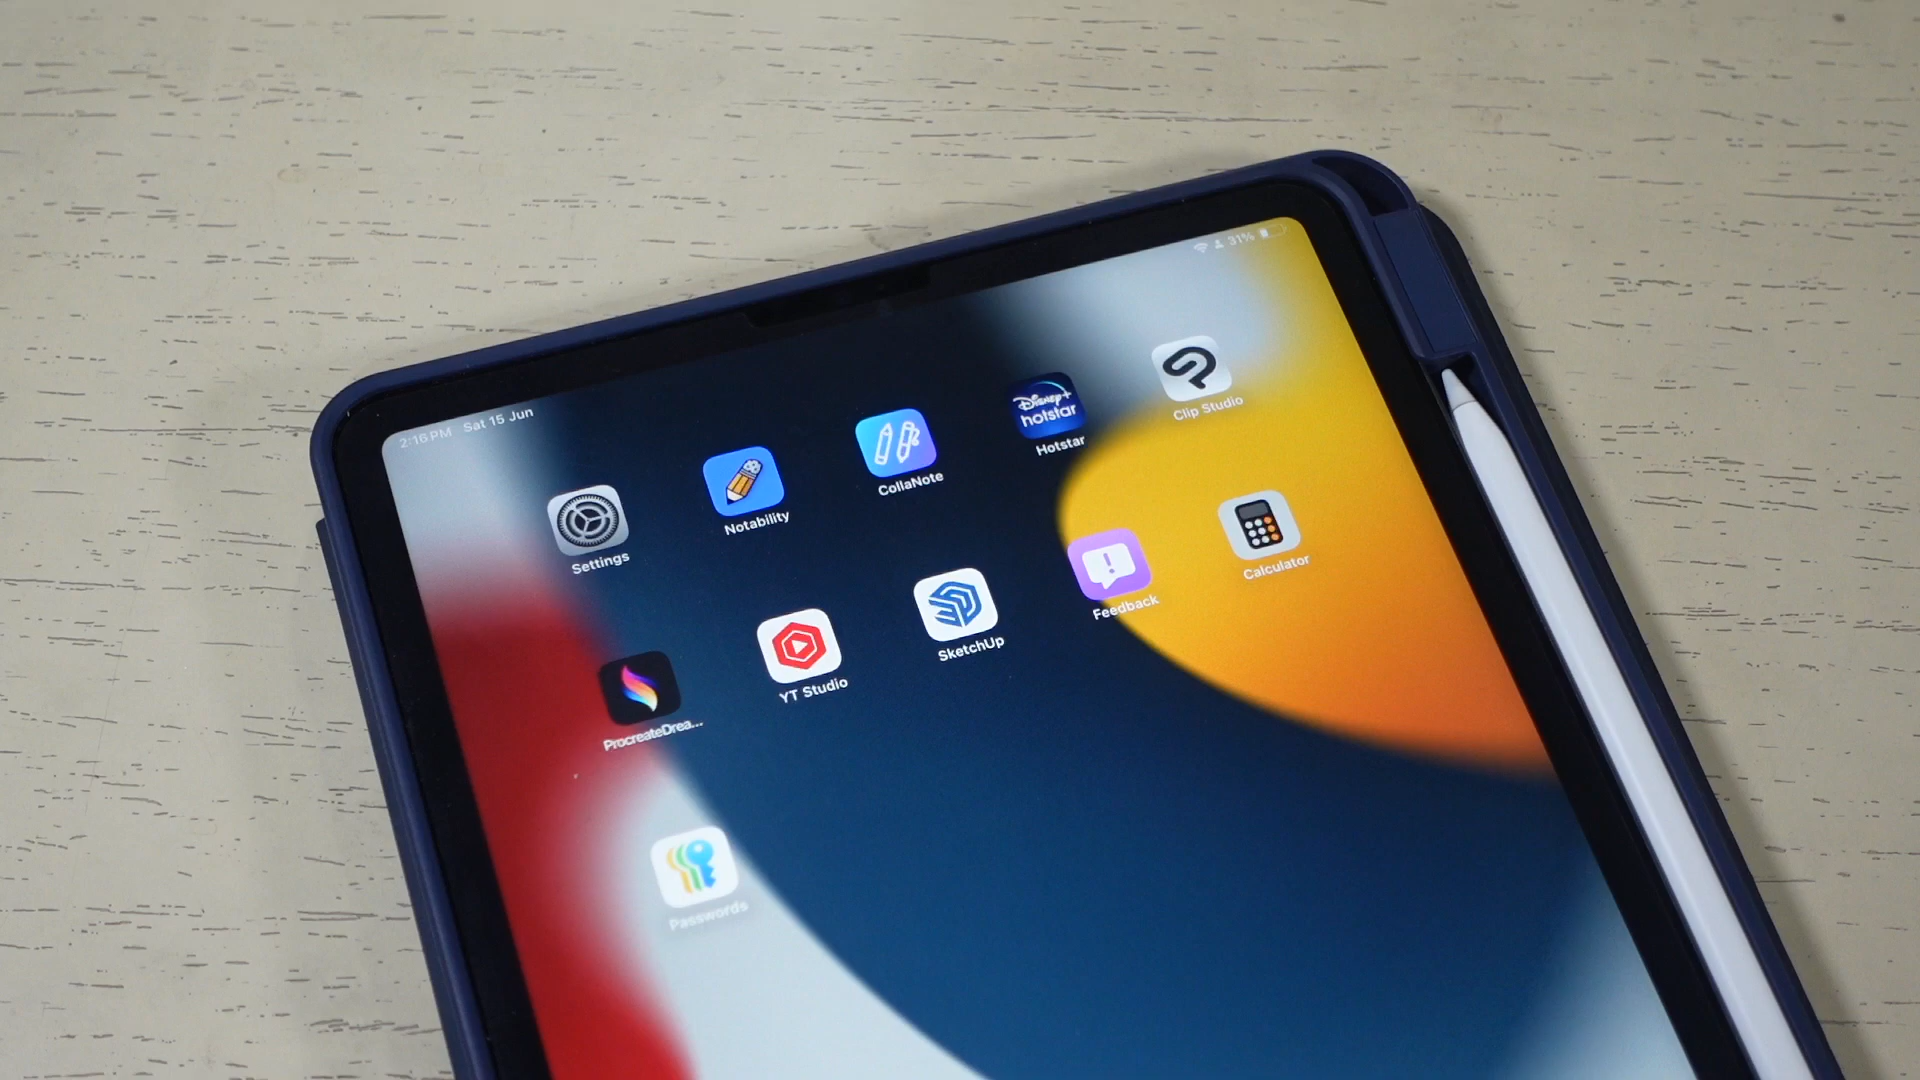 2:16 PM Sat 15 Jun
31%
Settings
Notability
CollaNote
Disney+
hotstar
Hotstar
Clip Studio
ProcreateDrea...
YT Studio
SketchUp
Feedback
Calculator
Passwords